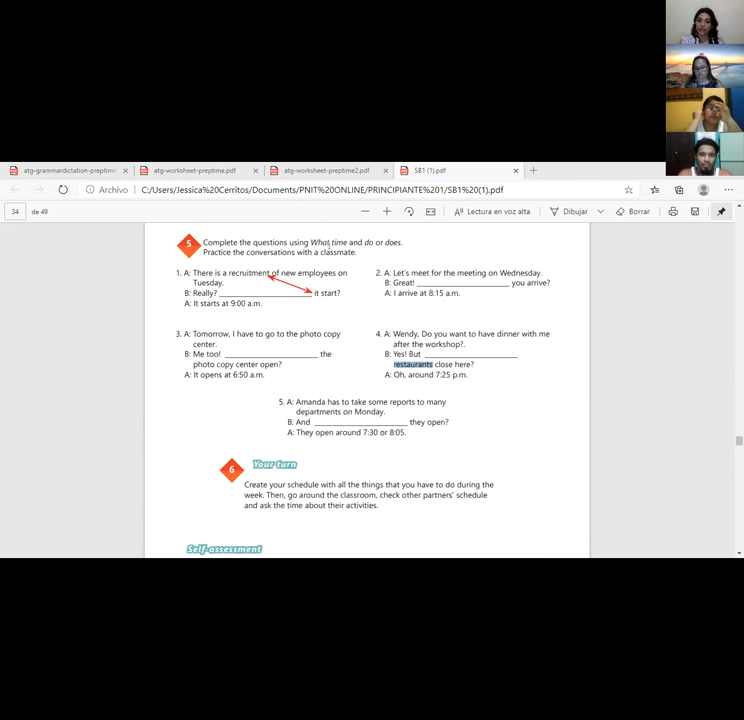 atg-grammardictation-preptim
atg-worksheet-preptime.pdf
atg-worksheet-preptime2.pdf
SB1 (1).pdf
Archivo
C:/Users/Jessica%20Cerritos/Documents/PNIT%20ONLINE/PRINCIPIANTE%201/SB1%20(1).pdf
34 de 49
Lectura en voz alta
Dibujar
Borrar
5 Complete the questions using What time and do or does.
Practice the conversations with a classmate.
1. A: There is a recruitment of new employees on
Tuesday.
B: Really? ____________________ it start?
A: It starts at 9:00 a.m.
2. A: Let's meet for the meeting on Wednesday.
B: Great! ____________________ you arrive?
A: I arrive at 8:15 a.m.
3. A: Tomorrow, I have to go to the photo copy
center.
B: Me too! ____________________ the
photo copy center open?
A: It opens at 6:50 a.m.
4. A: Wendy, Do you want to have dinner with me
after the workshop?.
B: Yes! But ____________________
restaurants close here?
A: Oh, around 7:25 p.m.
5. A: Amanda has to take some reports to many
departments on Monday.
B: And ____________________ they open?
A: They open around 7:30 or 8:05.
6 Your turn
Create your schedule with all the things that you have to do during the
week. Then, go around the classroom, check other partners' schedule
and ask the time about their activities.
Self-assessment